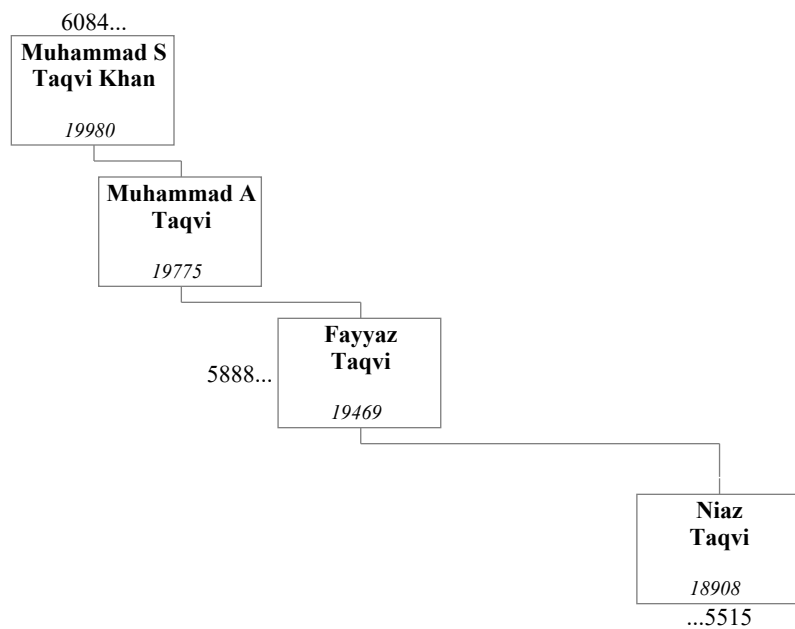 6084...
Muhammad S
Taqvi Khan
19980
Muhammad A
Taqvi
19775
Fayyaz
Taqvi
5888...
19469
Niaz
Taqvi
18908
...5515